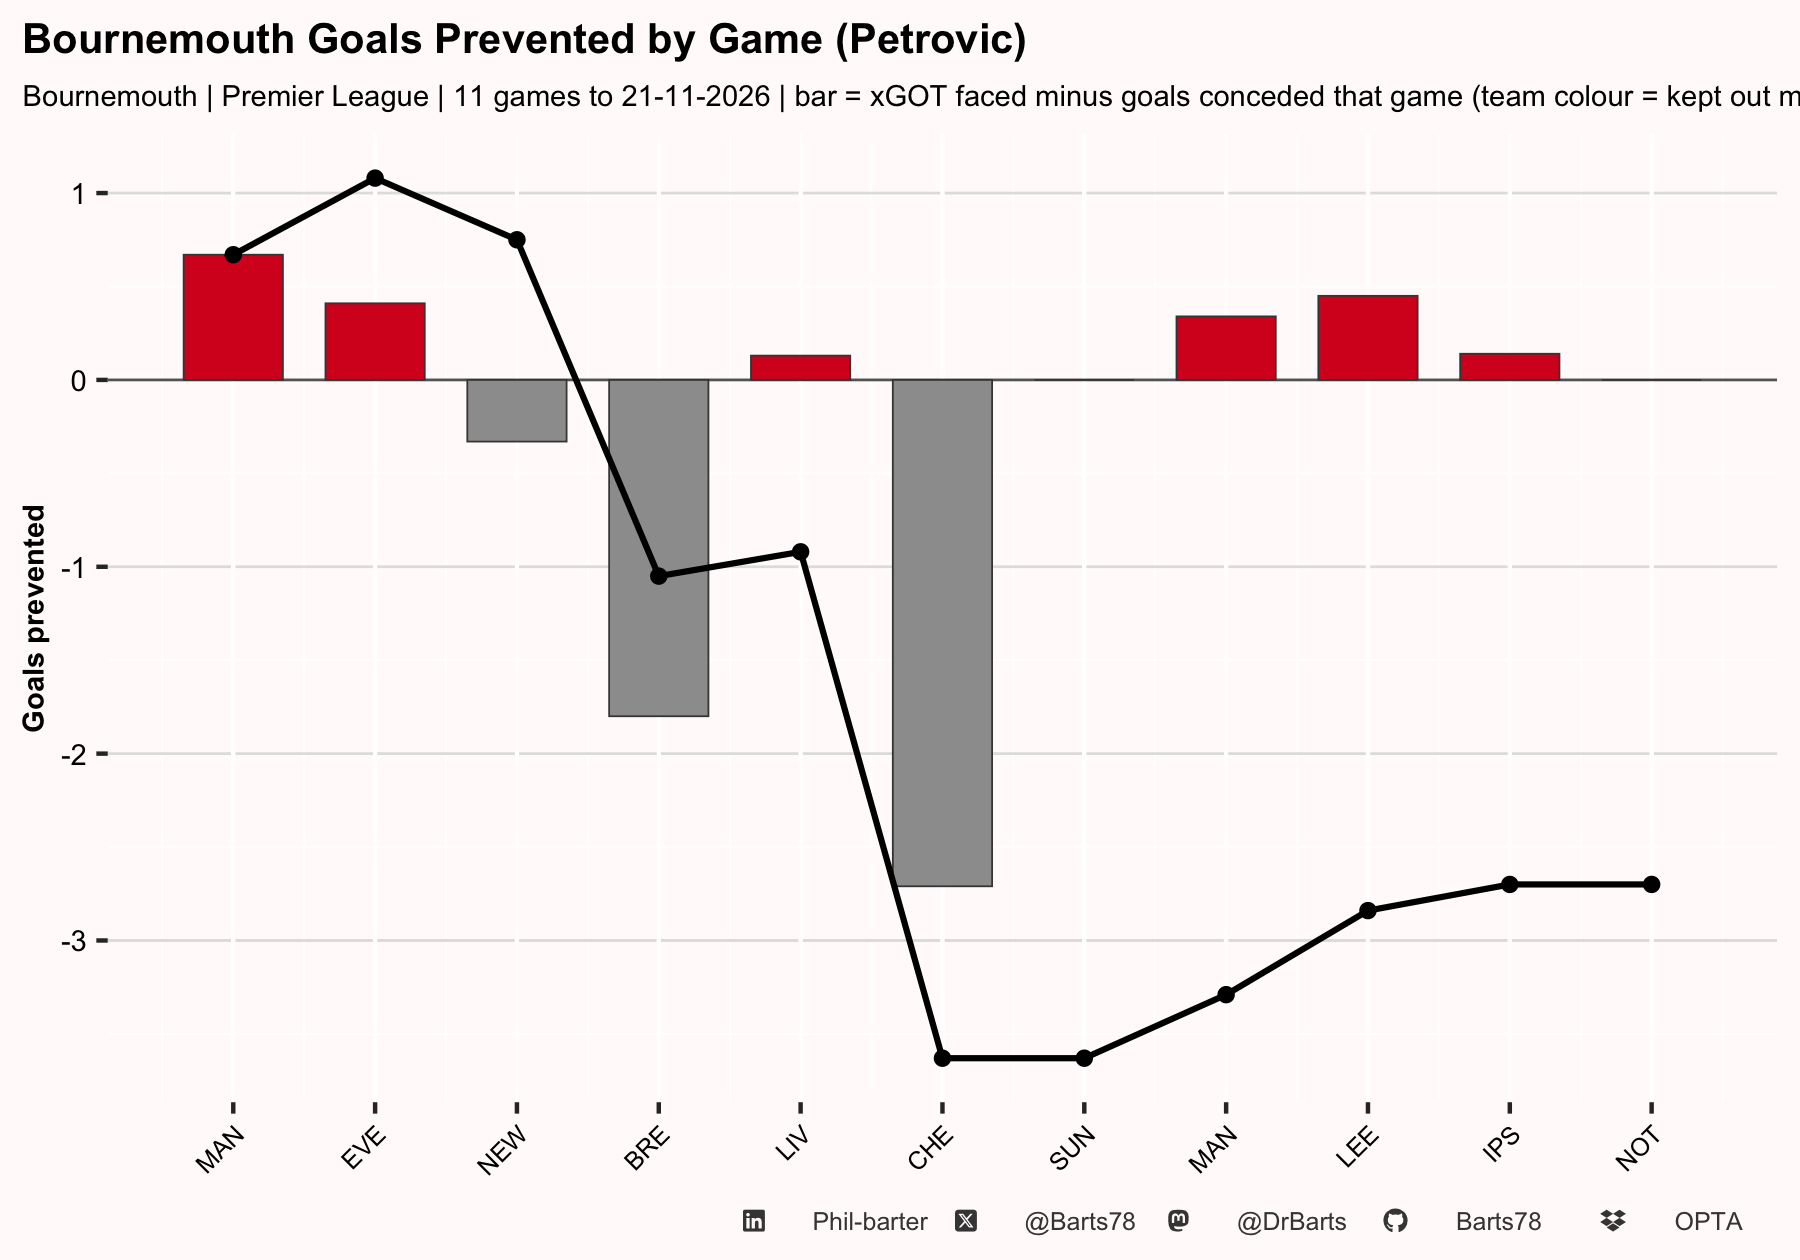 Bournemouth Goals Prevented by Game (Petrovic)
Bournemouth | Premier League | 11 games to 21-11-2026 | bar = xGOT faced minus goals conceded that game (team colour = kept out m
Goals prevented
1
0
-1
-2
-3
MAN EVE NEW BRE LIV CHE SUN MAN LEE IPS NOT
Phil-barter @Barts78 @DrBarts Barts78 OPTA